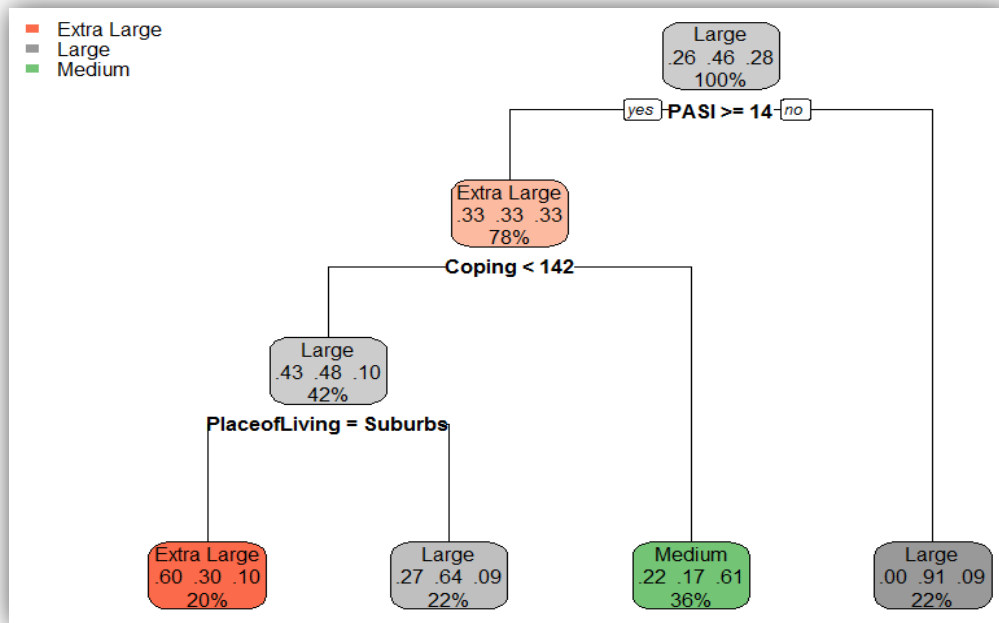 Extra Large
Large
Medium
Large
.26 .46 .28
100%
yes PASI >= 14 no
Extra Large
.33 .33 .33
78%
Coping < 142
Large
.43 .48 .10
42%
PlaceofLiving = Suburbs
Extra Large
.60 .30 .10
20%
Large
.27 .64 .09
22%
Medium
.22 .17 .61
36%
Large
.00 .91 .09
22%